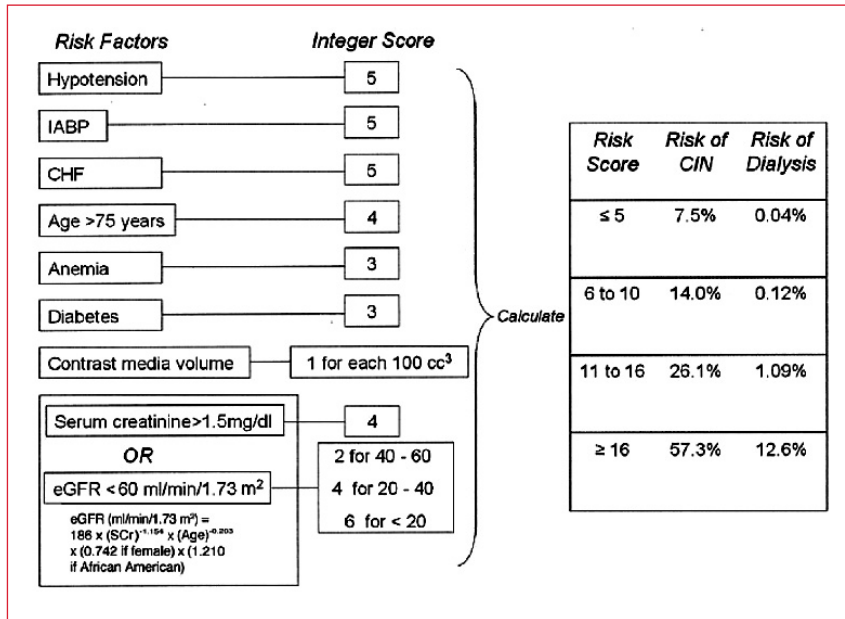 Risk Factors Integer Score
Hypotension 5
IABP 5
CHF 5
Age >75 years 4
Anemia 3
Diabetes 3
Contrast media volume 1 for each 100 cc³
Serum creatinine>1.5mg/dl 4
OR
eGFR <60 ml/min/1.73 m²
2 for 40 - 60
4 for 20 - 40
6 for < 20
eGFR (ml/min/1.73 m²) =
186 x (SCr)⁻¹·¹⁵⁴ x (Age)⁻⁰·²⁰³
x (0.742 if female) x (1.210
if African American)
Calculate
Risk Score Risk of CIN Risk of Dialysis
≤ 5 7.5% 0.04%
6 to 10 14.0% 0.12%
11 to 16 26.1% 1.09%
≥ 16 57.3% 12.6%